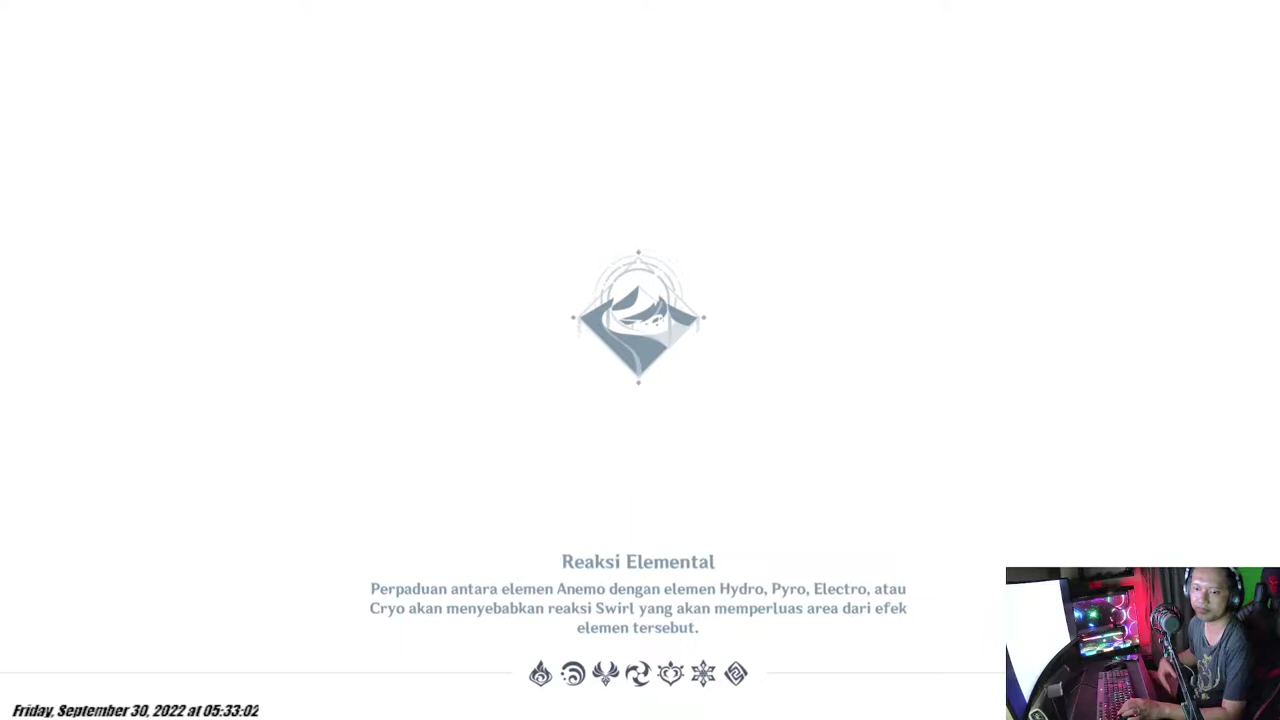 Reaksi Elemental
Perpaduan antara elemen Anemo dengan elemen Hydro, Pyro, Electro, atau
Cryo akan menyebabkan reaksi Swirl yang akan memperluas area dari efek
elemen tersebut.
Friday, September 30, 2022 at 05:33:02